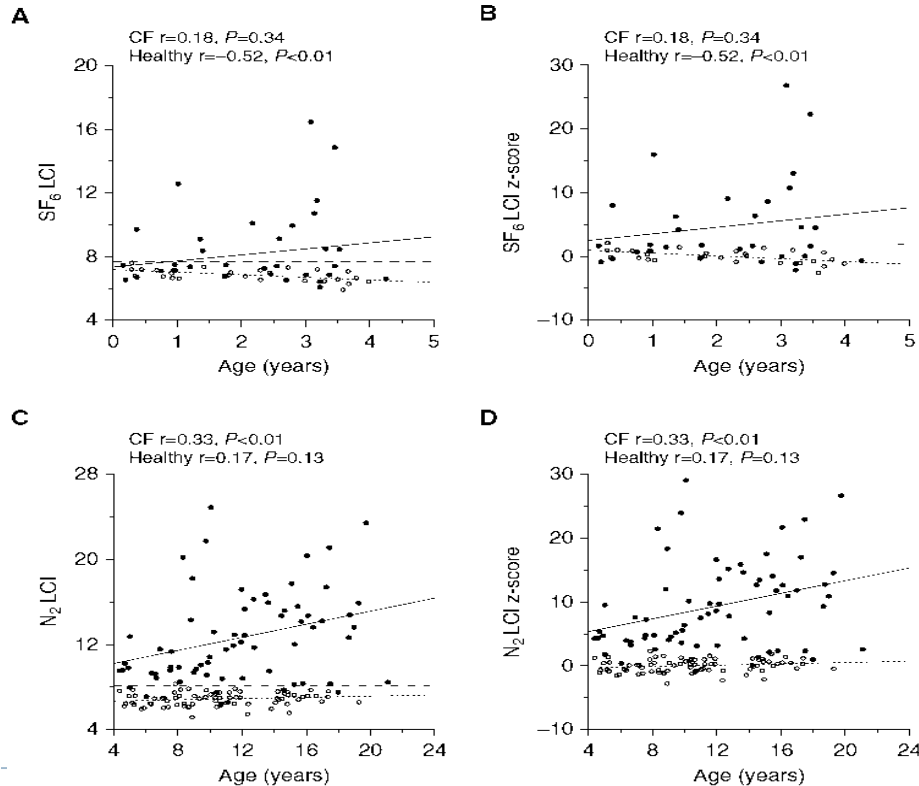 A
CF r=0.18, P=0.34
Healthy r=−0.52, P<0.01
20
16
12
8
4
SF6 LCI
0 1 2 3 4 5
Age (years)
B
CF r=0.18, P=0.34
Healthy r=−0.52, P<0.01
30
20
10
0
−10
SF6 LCI z-score
0 1 2 3 4 5
Age (years)
C
CF r=0.33, P<0.01
Healthy r=0.17, P=0.13
28
20
12
4
N2 LCI
4 8 12 16 20 24
Age (years)
D
CF r=0.33, P<0.01
Healthy r=0.17, P=0.13
30
20
10
0
−10
N2 LCI z-score
4 8 12 16 20 24
Age (years)